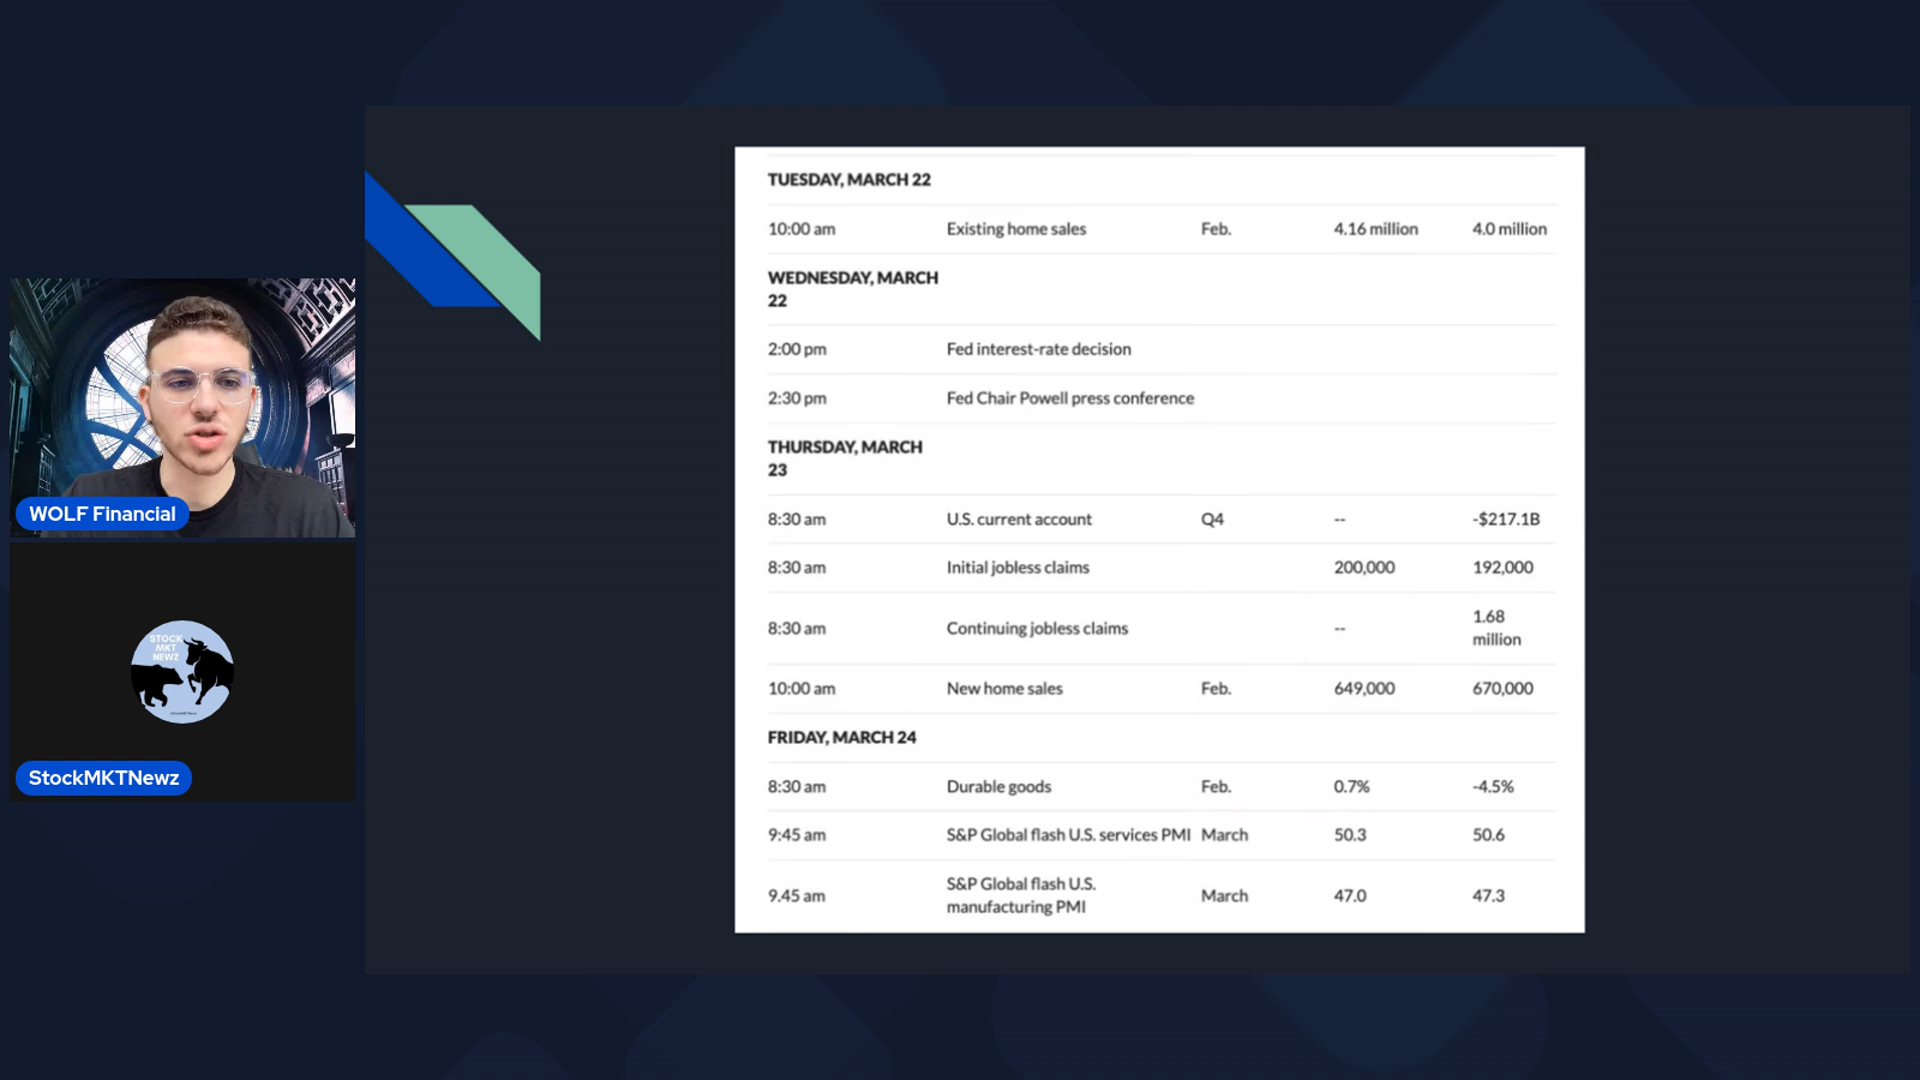 TUESDAY, MARCH 22
10:00 am Existing home sales Feb. 4.16 million 4.0 million
WEDNESDAY, MARCH
22
2:00 pm Fed interest-rate decision
2:30 pm Fed Chair Powell press conference
THURSDAY, MARCH
23
8:30 am U.S. current account Q4 -- -$217.1B
8:30 am Initial jobless claims 200,000 192,000
8:30 am Continuing jobless claims -- 1.68
million
10:00 am New home sales Feb. 649,000 670,000
FRIDAY, MARCH 24
8:30 am Durable goods Feb. 0.7% -4.5%
9:45 am S&P Global flash U.S. services PMI March 50.3 50.6
9.45 am S&P Global flash U.S.
manufacturing PMI March 47.0 47.3
WOLF Financial
STOCK
MKT
NEWZ
StockMKTNewz